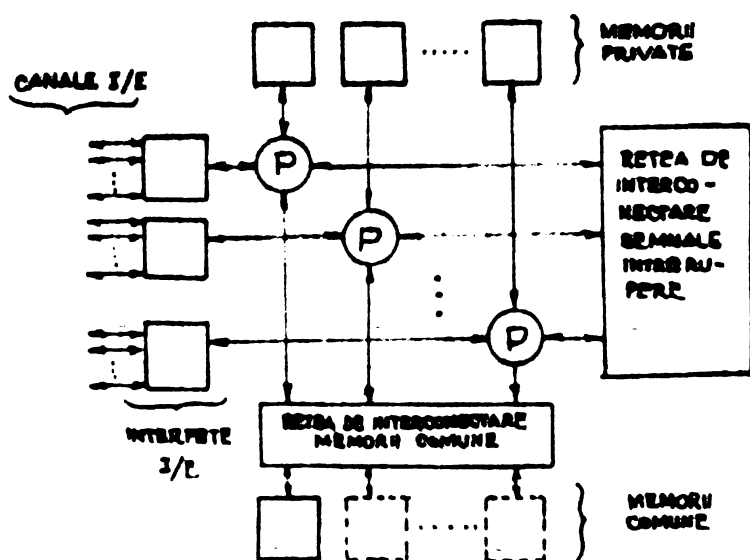 MEMORII
PRIVATE
CANALE I/E
P
P
P
RETEA DE
INTERCO-
NECTARE
SEMNALE
INTRERU-
PERE
RETEA DE INTERCONECTARE
MEMORII COMUNE
INTERFETE
I/E
MEMORII
COMUNE